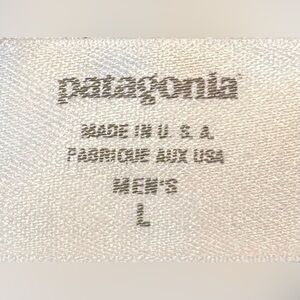 patagonia
MADE IN U. S. A.
FABRIQUE AUX USA
MEN'S
L